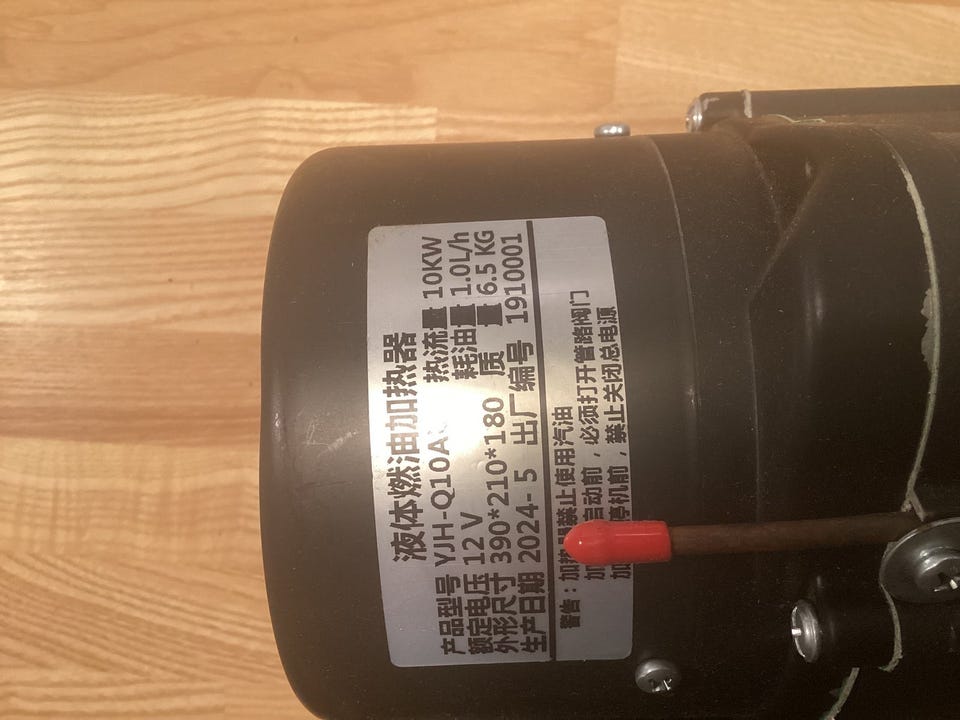 液体燃油加热器
产品型号 YJH-Q10A 热流量 10KW
额定电压 12V 耗油量 1.0L/h
外形尺寸 390*210*180 质量 6.5 KG
生产日期 2024- 5 出厂编号 1910001
警告：加热器禁止使用汽油
加 启动前，必须打开管路阀门
加 停机前，禁止关闭总电源